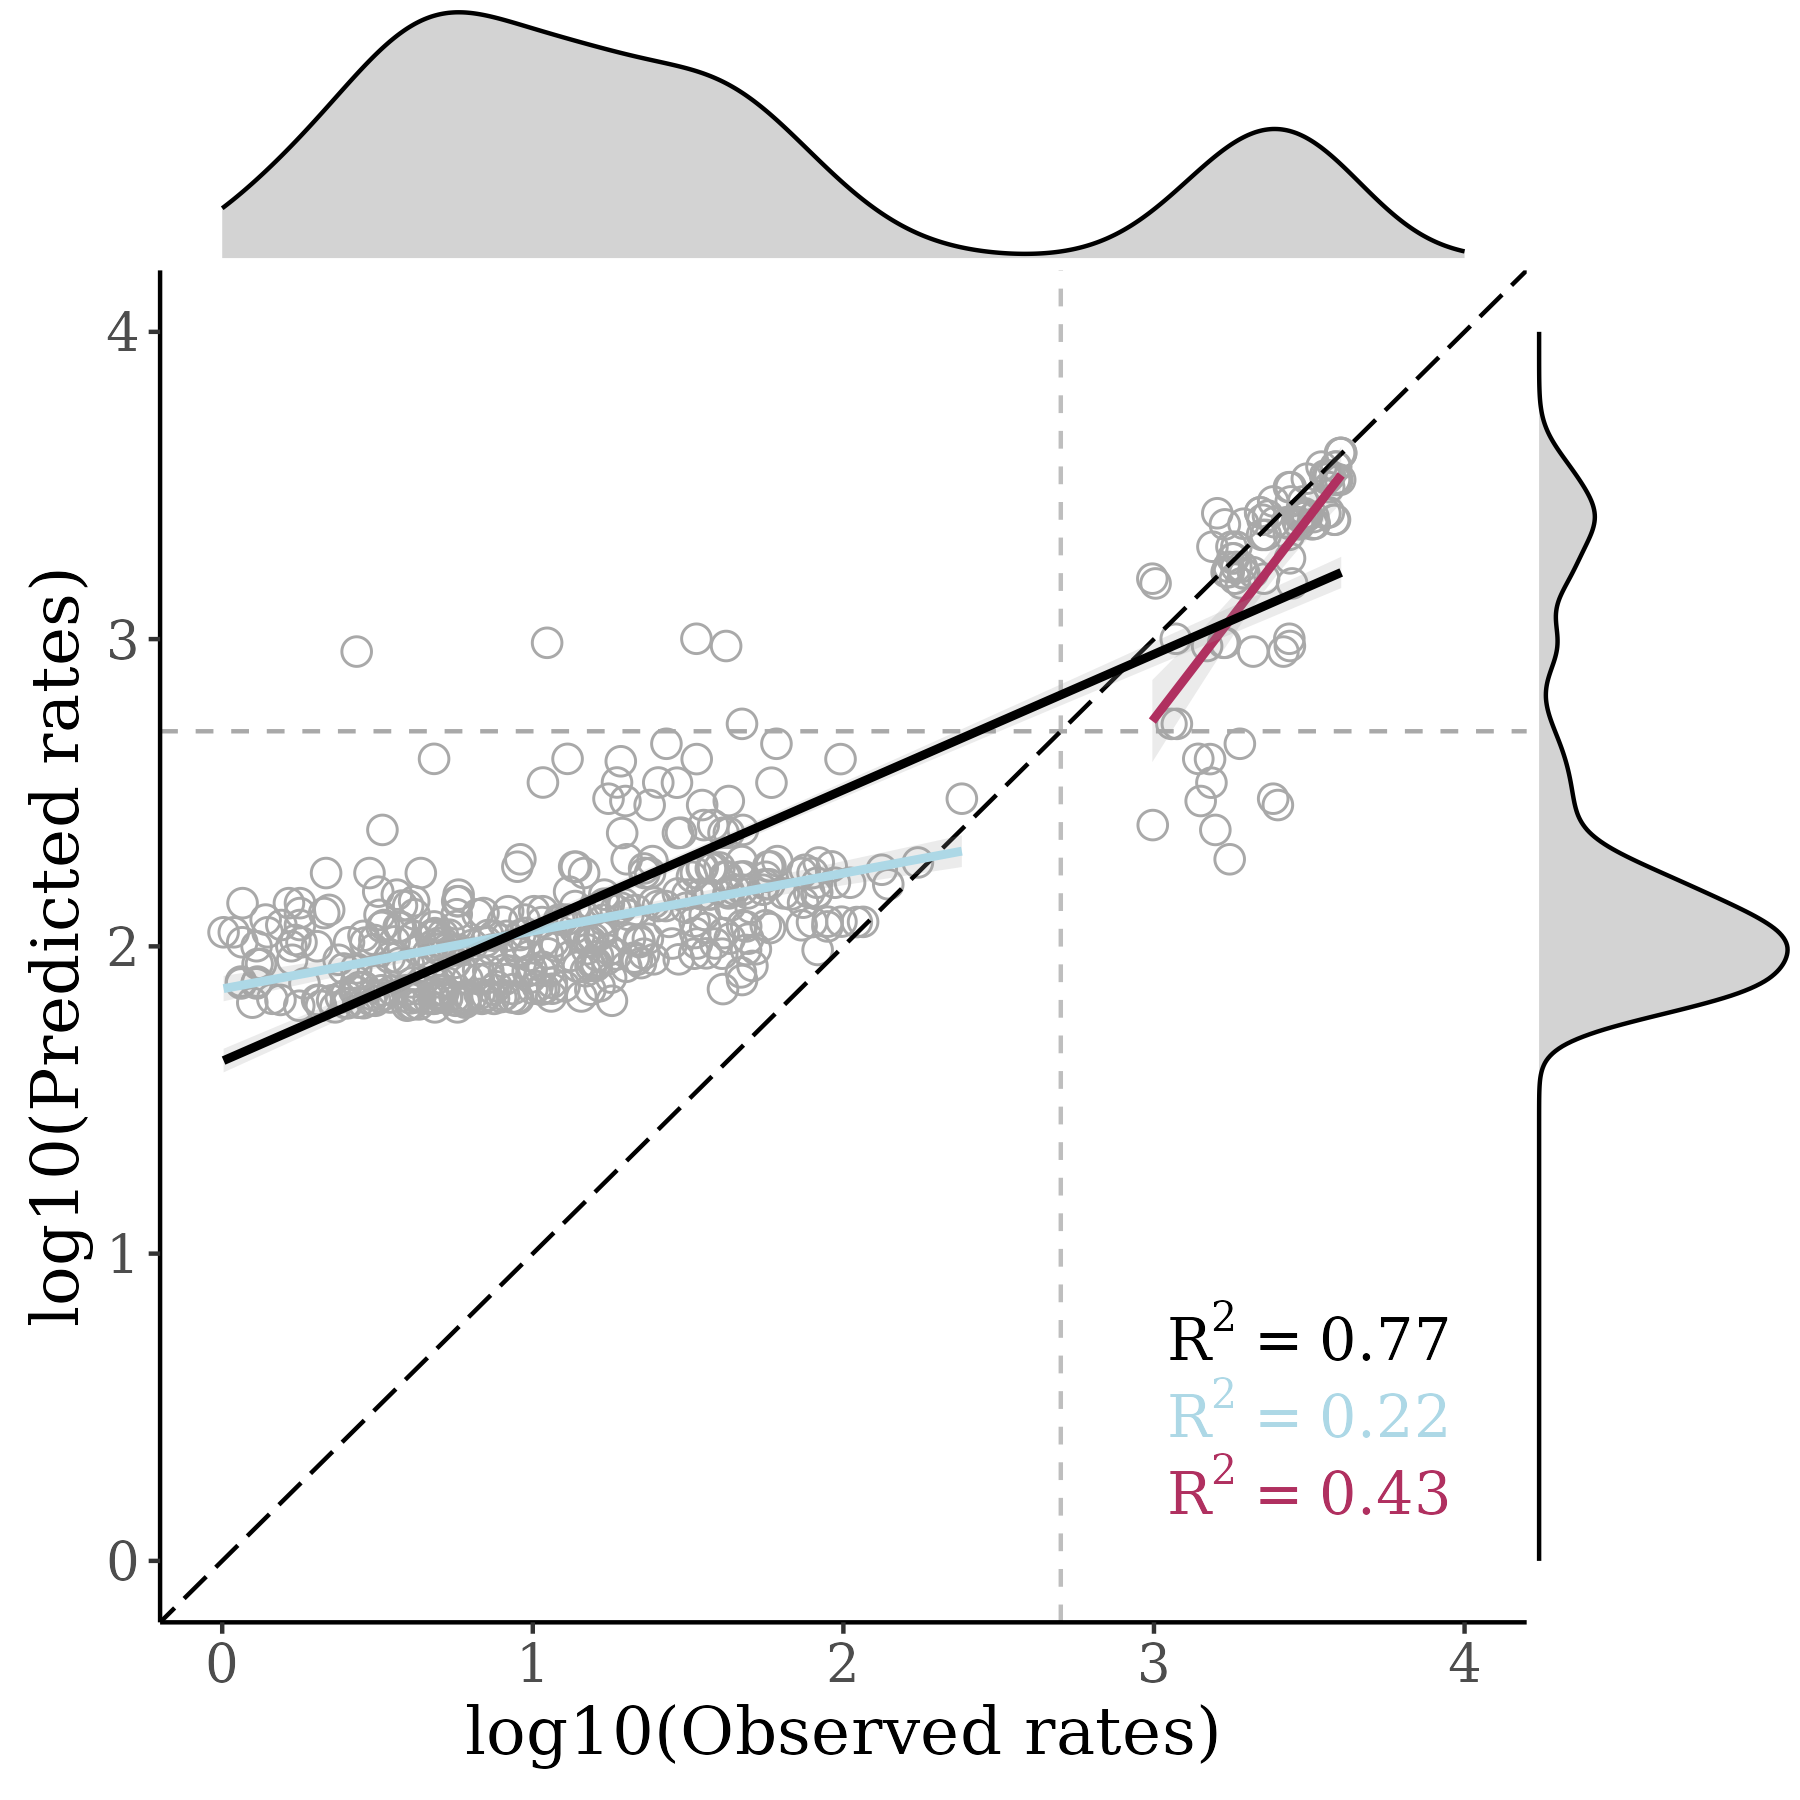 4
3
2
1
0
log10(Predicted rates)
R² = 0.77
R² = 0.22
R² = 0.43
0 1 2 3 4
log10(Observed rates)